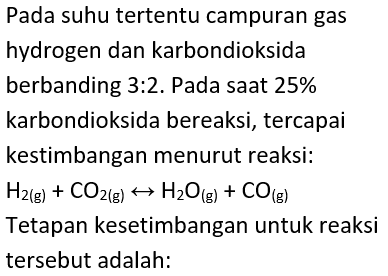 Pada suhu tertentu campuran gas
hydrogen dan karbondioksida
berbanding 3:2. Pada saat 25%
karbondioksida bereaksi, tercapai
kestimbangan menurut reaksi:
H₂(g) + CO₂(g) ↔ H₂O(g) + CO(g)
Tetapan kesetimbangan untuk reaksi
tersebut adalah: